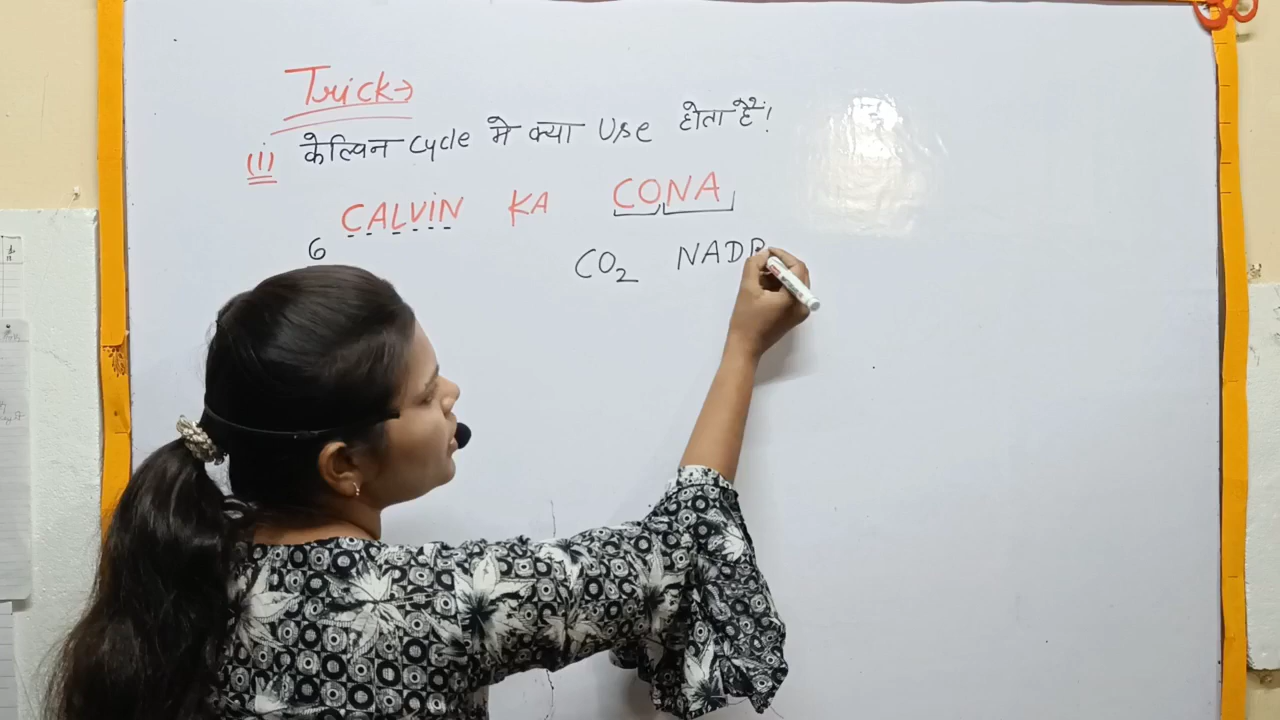 Trick→
(i) केल्विन Cycle मे क्या Use होता है!
CALViN KA CONA
6 CO2 NADP